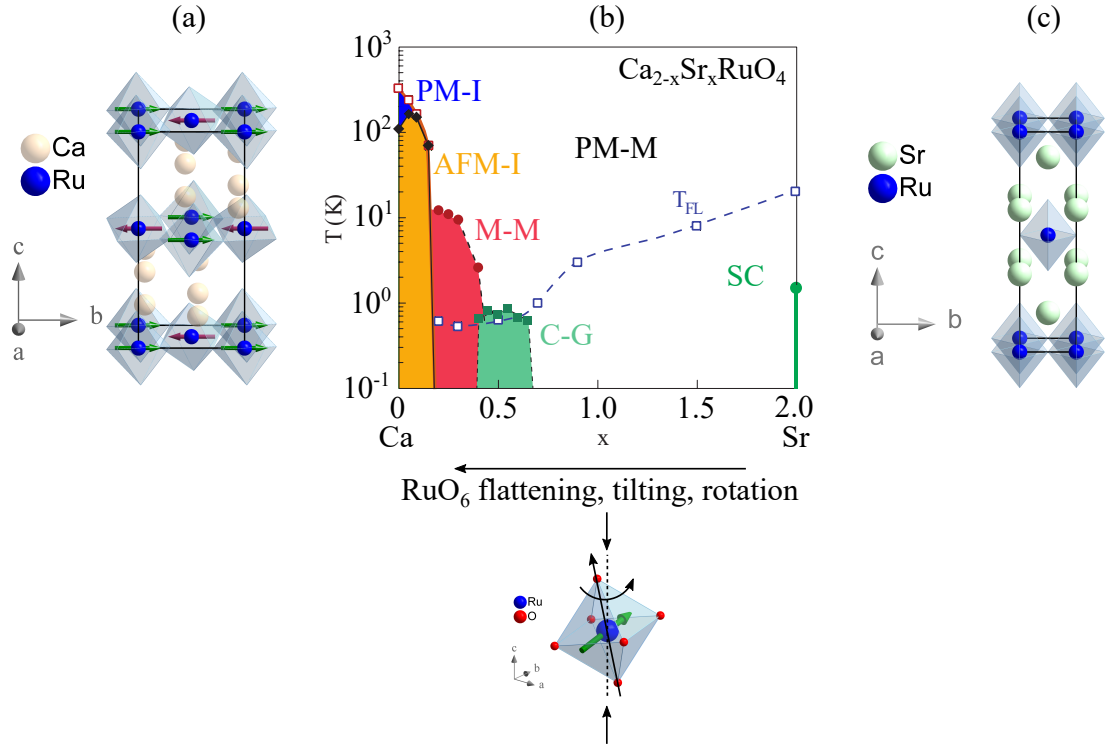 (a)
(b)
(c)
Ca
Ru
c
b
a
T (K)
10³
10²
10¹
10⁰
10⁻¹
Ca₂₋ₓSrₓRuO₄
PM-I
AFM-I
PM-M
M-M
T_FL
SC
C-G
0
0.5
1.0
1.5
2.0
Ca
x
Sr
RuO₆ flattening, tilting, rotation
Ru
O
c
b
a
Sr
Ru
c
b
a